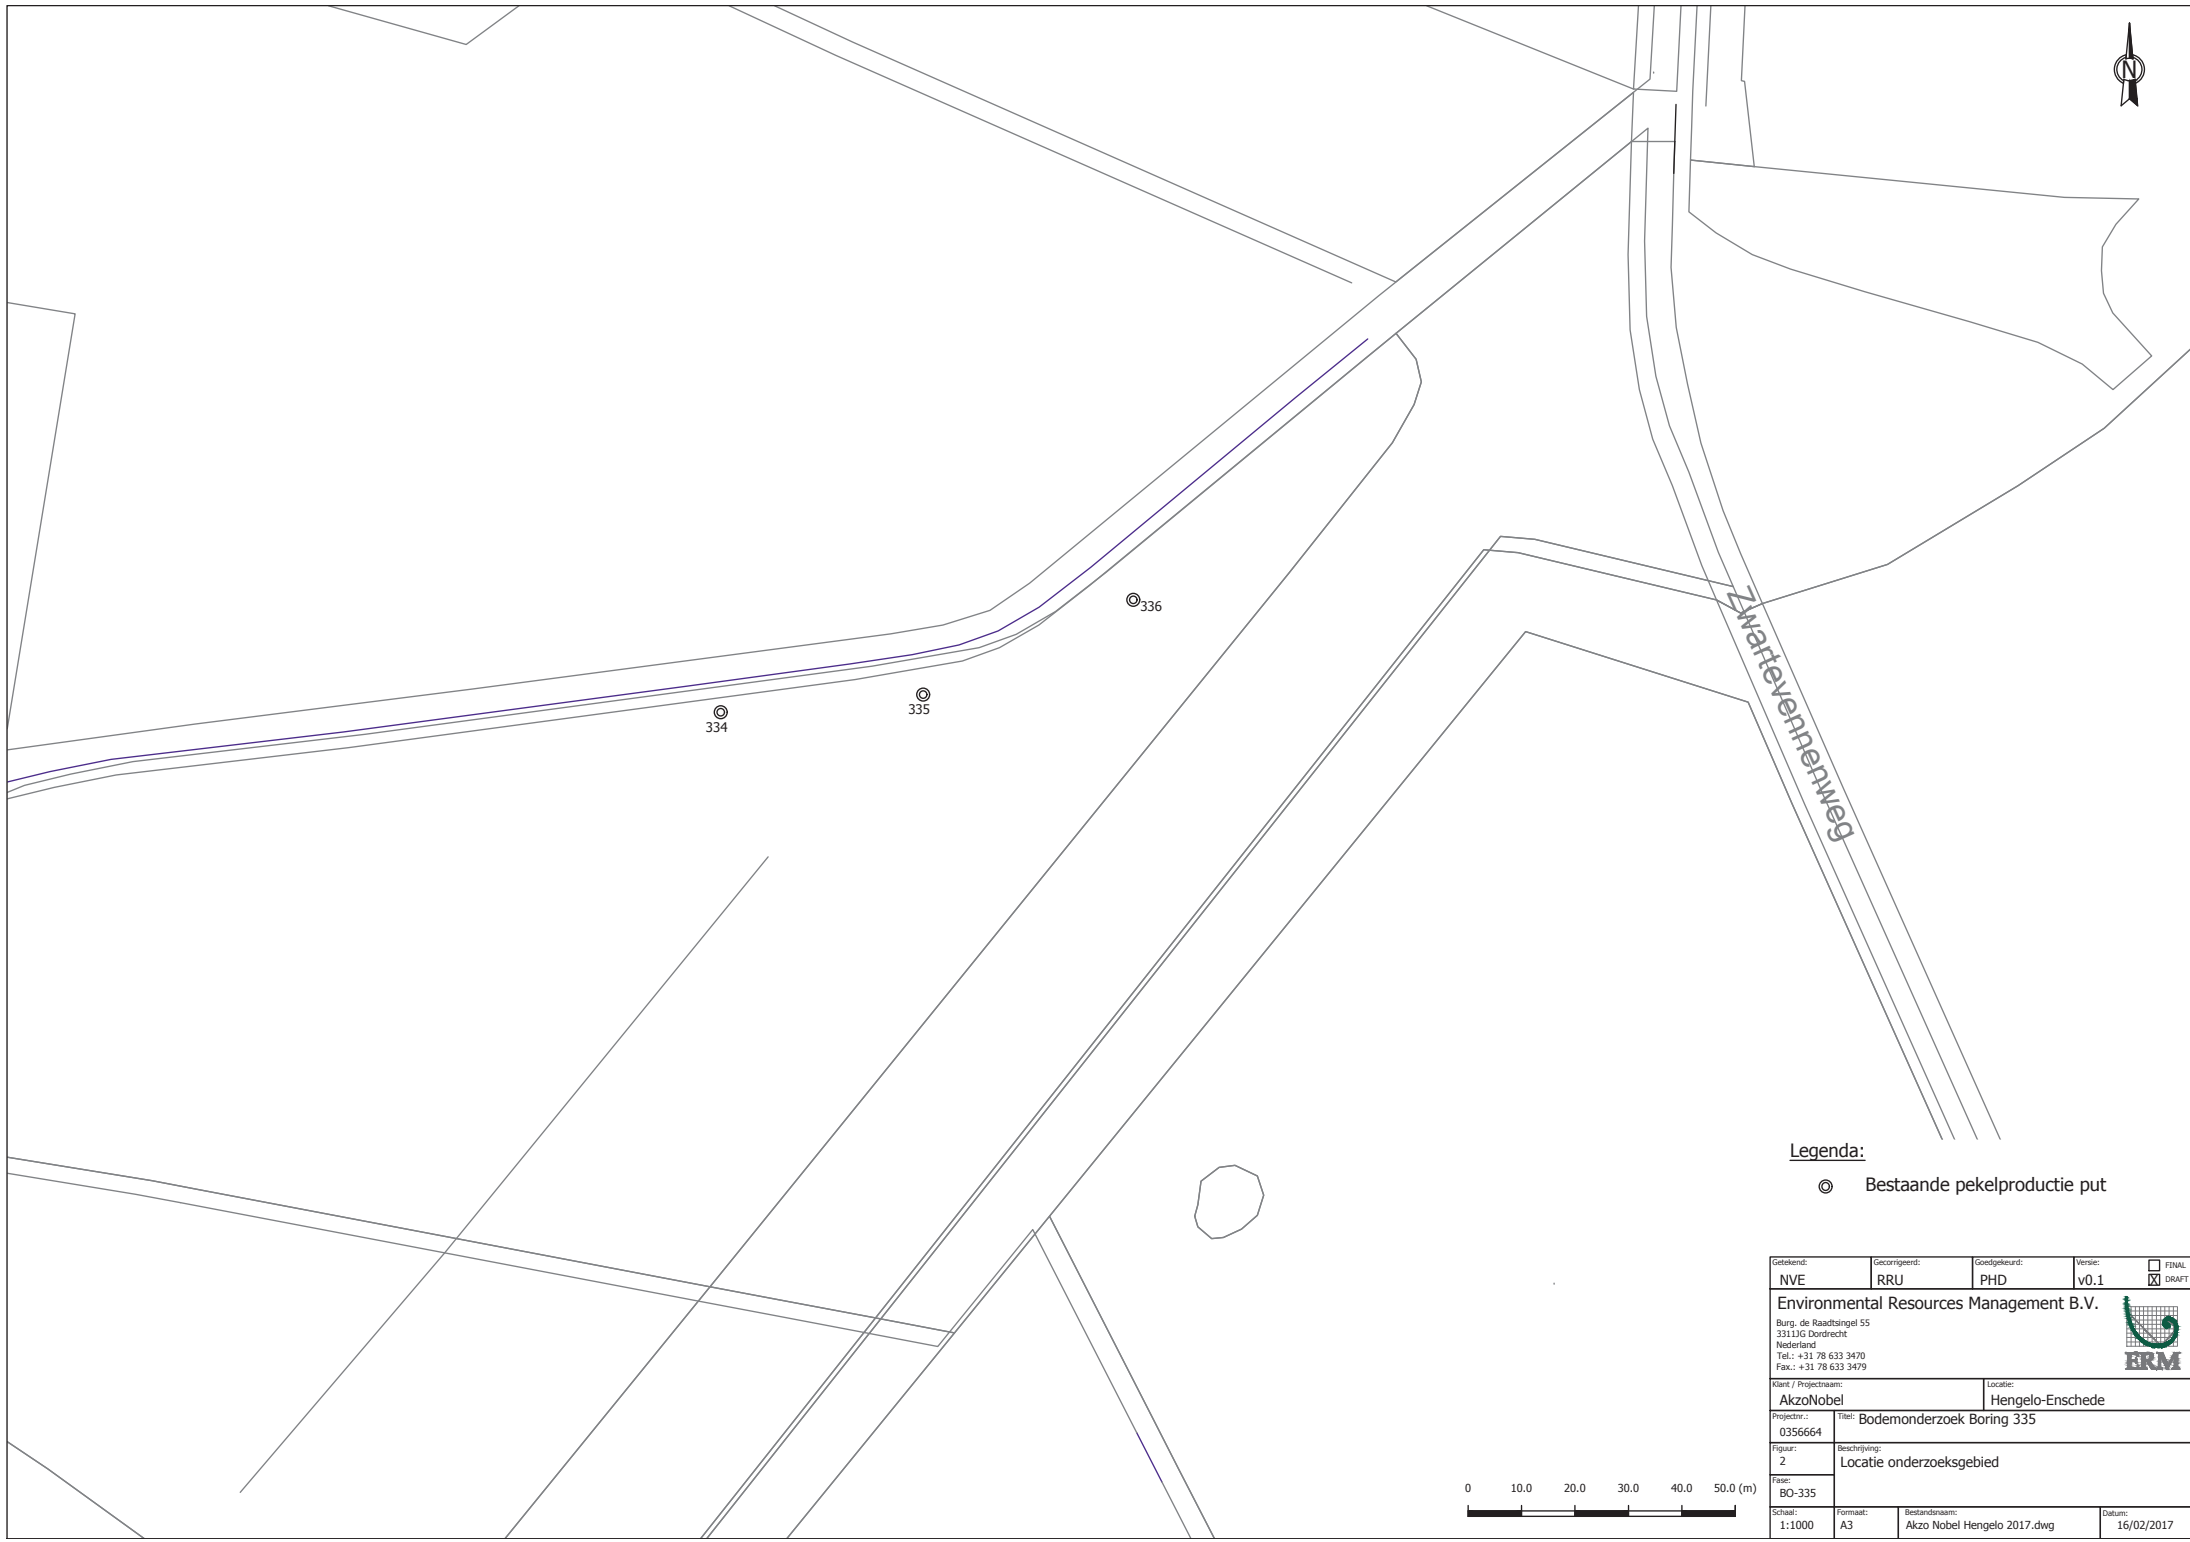 N
336
335
334
Zwartevennenweg
Legenda:
Bestaande pekelproductie put
0 10.0 20.0 30.0 40.0 50.0 (m)
Getekend: Gecorrigeerd: Goedgekeurd: Versie: FINAL
NVE RRU PHD v0.1 X DRAFT
Environmental Resources Management B.V.
Burg. de Raadtsingel 55
3311JG Dordrecht
Nederland
Tel.: +31 78 633 3470
Fax.: +31 78 633 3479
ERM
Klant / Projectnaam: Locatie:
AkzoNobel Hengelo-Enschede
Projectnr.: Titel: Bodemonderzoek Boring 335
0356664
Figuur: Beschrijving:
2 Locatie onderzoeksgebied
Fase:
BO-335
Schaal: Formaat: Bestandsnaam: Datum:
1:1000 A3 Akzo Nobel Hengelo 2017.dwg 16/02/2017